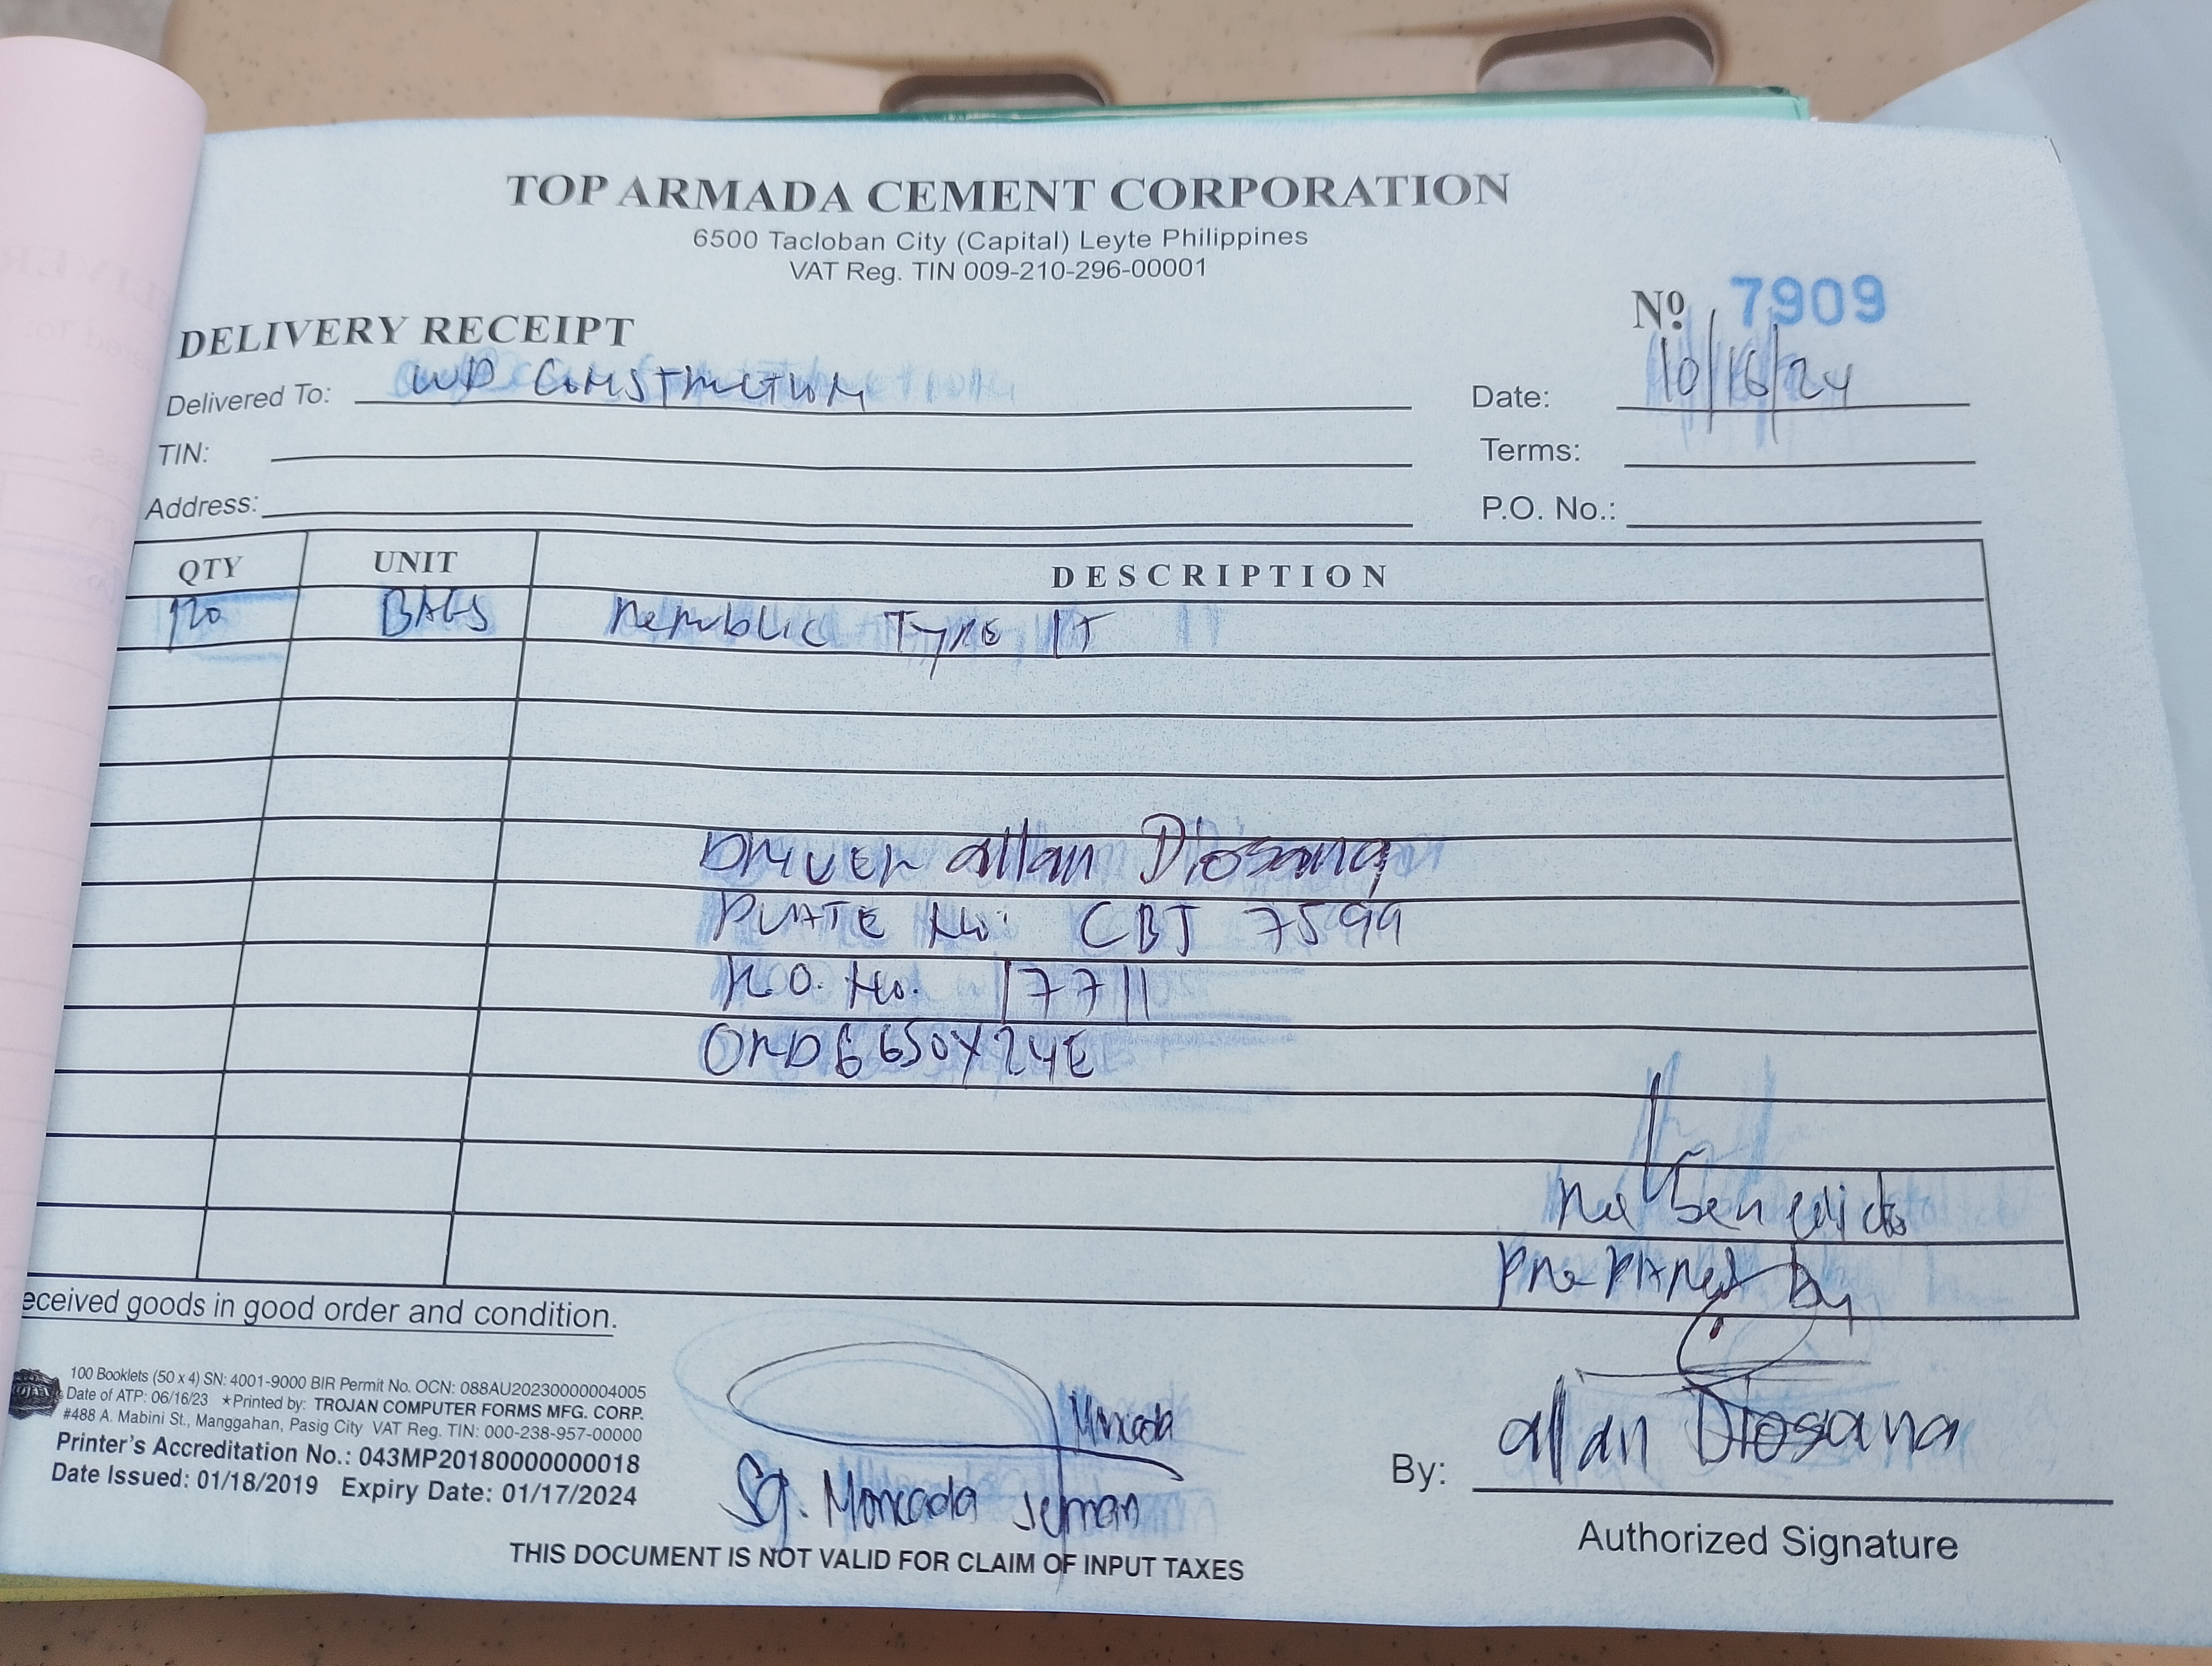 TOP ARMADA CEMENT CORPORATION
6500 Tacloban City (Capital) Leyte Philippines
VAT Reg. TIN 009-210-296-00001
DELIVERY RECEIPT
Nº 7909
Delivered To: WD CONSTRUCTION
Date: 10/16/24
TIN:
Terms:
Address:
P.O. No.:
QTY UNIT DESCRIPTION
120 BAGS Republic Type 1T
DRIVER allan Diosana
PLATE No: CBJ 7599
R.O. No. 17711
ORD6650Y24E
Benedicto
PREPARED By
eceived goods in good order and condition.
100 Booklets (50 x 4) SN: 4001-9000 BIR Permit No. OCN: 088AU20230000004005
Date of ATP: 06/16/23 ★Printed by: TROJAN COMPUTER FORMS MFG. CORP.
#488 A. Mabini St., Manggahan, Pasig City VAT Reg. TIN: 000-238-957-00000
Printer's Accreditation No.: 043MP20180000000018
Date Issued: 01/18/2019 Expiry Date: 01/17/2024
Moncada
Sg. Moncada Jelman
By: allan Diosana
Authorized Signature
THIS DOCUMENT IS NOT VALID FOR CLAIM OF INPUT TAXES